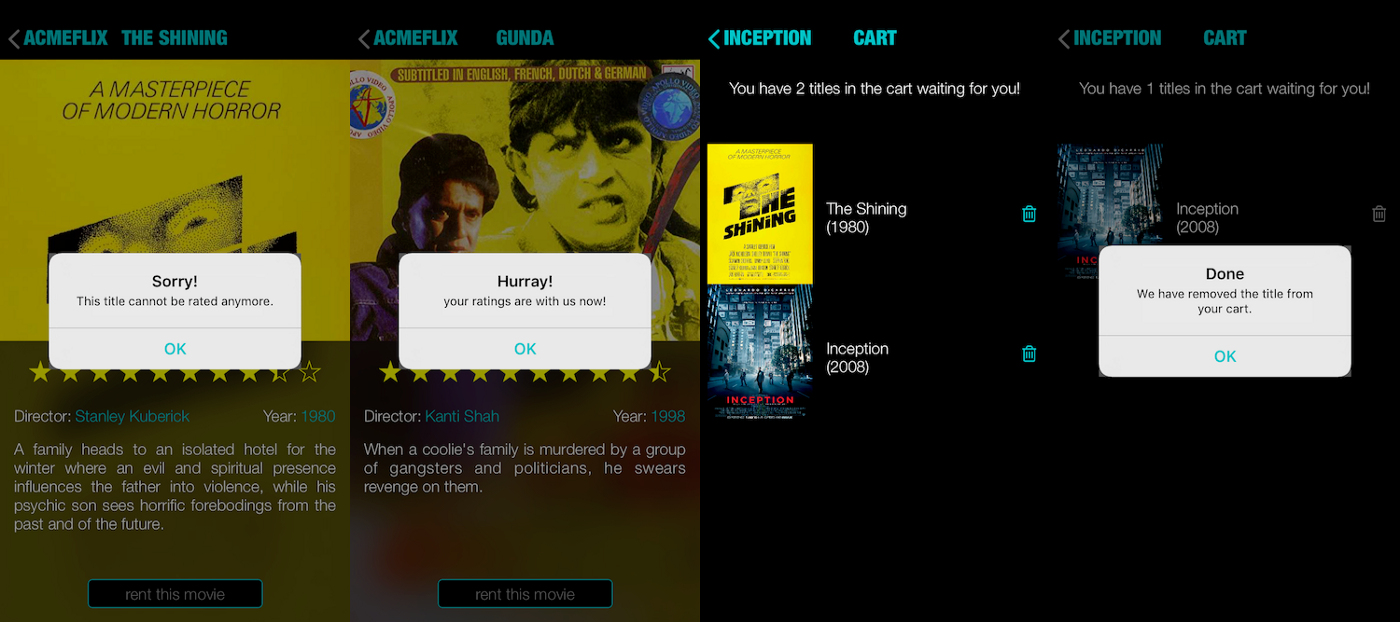 ACMEFLIX THE SHINING
A MASTERPIECE
OF MODERN HORROR
Sorry!
This title cannot be rated anymore.
OK
Director: Stanley Kuberick Year: 1980
A family heads to an isolated hotel for the
winter where an evil and spiritual presence
influences the father into violence, while his
psychic son sees horrific forebodings from the
past and of the future.
rent this movie
ACMEFLIX GUNDA
SUBTITLED IN ENGLISH, FRENCH, DUTCH & GERMAN
APOLLO VIDEO
Hurray!
your ratings are with us now!
OK
Director: Kanti Shah Year: 1998
When a coolie's family is murdered by a group
of gangsters and politicians, he swears
revenge on them.
rent this movie
INCEPTION CART
You have 2 titles in the cart waiting for you!
A MASTERPIECE
OF MODERN HORROR
THE
SHiNiNG
The Shining
(1980)
LEONARDO DICAPRIO
INCEPTION
Inception
(2008)
INCEPTION CART
You have 1 titles in the cart waiting for you!
LEONARDO DICAPRIO
INC
Inception
(2008)
Done
We have removed the title from
your cart.
OK